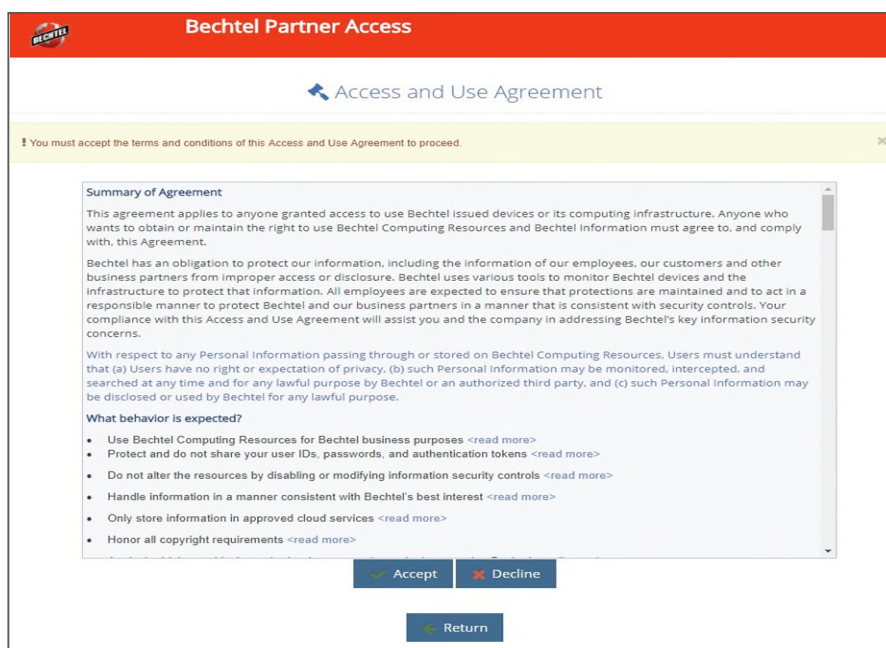 BECHTEL
Bechtel Partner Access
Access and Use Agreement
! You must accept the terms and conditions of this Access and Use Agreement to proceed.
Summary of Agreement
This agreement applies to anyone granted access to use Bechtel issued devices or its computing infrastructure. Anyone who
wants to obtain or maintain the right to use Bechtel Computing Resources and Bechtel Information must agree to, and comply
with, this Agreement.
Bechtel has an obligation to protect our information, including the information of our employees, our customers and other
business partners from improper access or disclosure. Bechtel uses various tools to monitor Bechtel devices and the
infrastructure to protect that information. All employees are expected to ensure that protections are maintained and to act in a
responsible manner to protect Bechtel and our business partners in a manner that is consistent with security controls. Your
compliance with this Access and Use Agreement will assist you and the company in addressing Bechtel's key information security
concerns.
With respect to any Personal Information passing through or stored on Bechtel Computing Resources, Users must understand
that (a) Users have no right or expectation of privacy, (b) such Personal Information may be monitored, intercepted, and
searched at any time and for any lawful purpose by Bechtel or an authorized third party, and (c) such Personal Information may
be disclosed or used by Bechtel for any lawful purpose.
What behavior is expected?
• Use Bechtel Computing Resources for Bechtel business purposes <read more>
• Protect and do not share your user IDs, passwords, and authentication tokens <read more>
• Do not alter the resources by disabling or modifying information security controls <read more>
• Handle information in a manner consistent with Bechtel's best interest <read more>
• Only store information in approved cloud services <read more>
• Honor all copyright requirements <read more>
Accept
Decline
Return